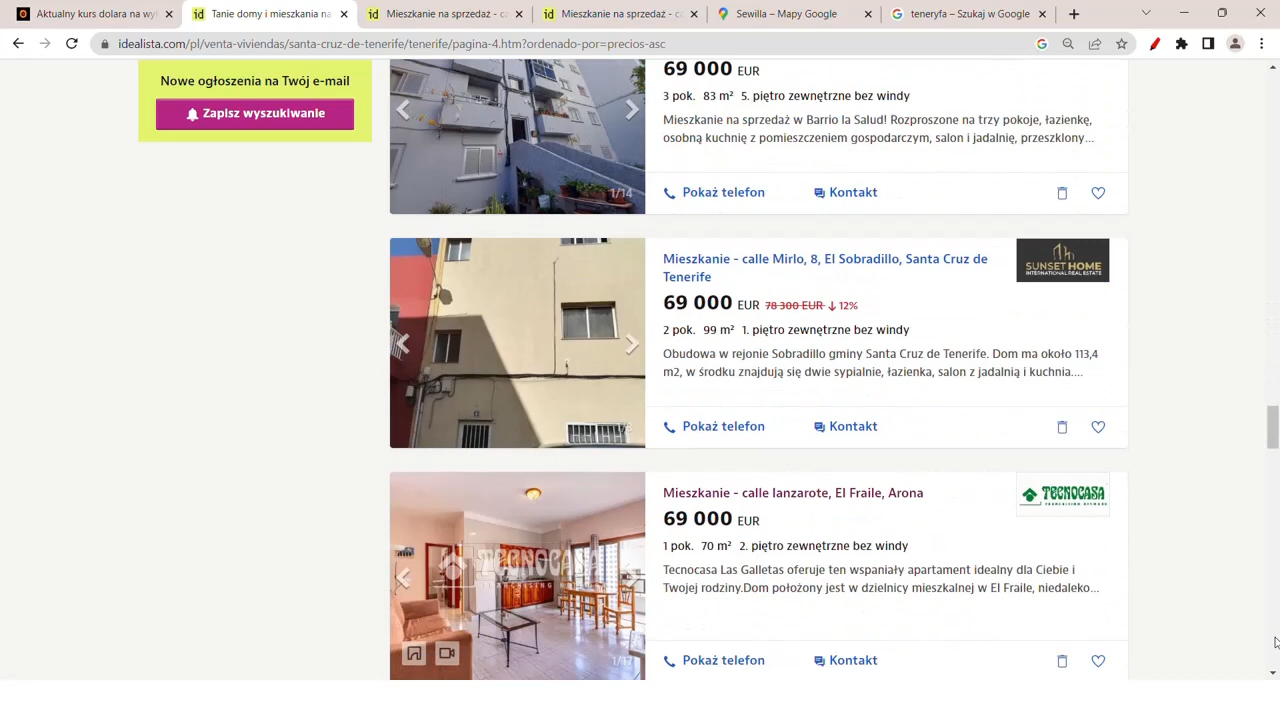 Aktualny kurs dolara na wyk
Tanie domy i mieszkania na
Mieszkanie na sprzedaż - ca
Mieszkanie na sprzedaż - ca
Sewilla – Mapy Google
teneryfa – Szukaj w Google
idealista.com/pl/venta-viviendas/santa-cruz-de-tenerife/tenerife/pagina-4.htm?ordenado-por=precios-asc
Nowe ogłoszenia na Twój e-mail
Zapisz wyszukiwanie
69 000 EUR
3 pok. 83 m² 5. piętro zewnętrzne bez windy
Mieszkanie na sprzedaż w Barrio la Salud! Rozproszone na trzy pokoje, łazienkę,
osobną kuchnię z pomieszczeniem gospodarczym, salon i jadalnię, przeszklony...
1/14
Pokaż telefon Kontakt
Mieszkanie - calle Mirlo, 8, El Sobradillo, Santa Cruz de
Tenerife
SUNSET HOME
INTERNATIONAL REAL ESTATE
69 000 EUR 78 300 EUR 12%
2 pok. 99 m² 1. piętro zewnętrzne bez windy
Obudowa w rejonie Sobradillo gminy Santa Cruz de Tenerife. Dom ma około 113,4
m2, w środku znajdują się dwie sypialnie, łazienka, salon z jadalnią i kuchnia....
Pokaż telefon Kontakt
Mieszkanie - calle lanzarote, El Fraile, Arona
TECNOCASA
FRANCHISING NETWORK
69 000 EUR
1 pok. 70 m² 2. piętro zewnętrzne bez windy
Tecnocasa Las Galletas oferuje ten wspaniały apartament idealny dla Ciebie i
Twojej rodziny.Dom położony jest w dzielnicy mieszkalnej w El Fraile, niedaleko...
TECNOCASA
Pokaż telefon Kontakt